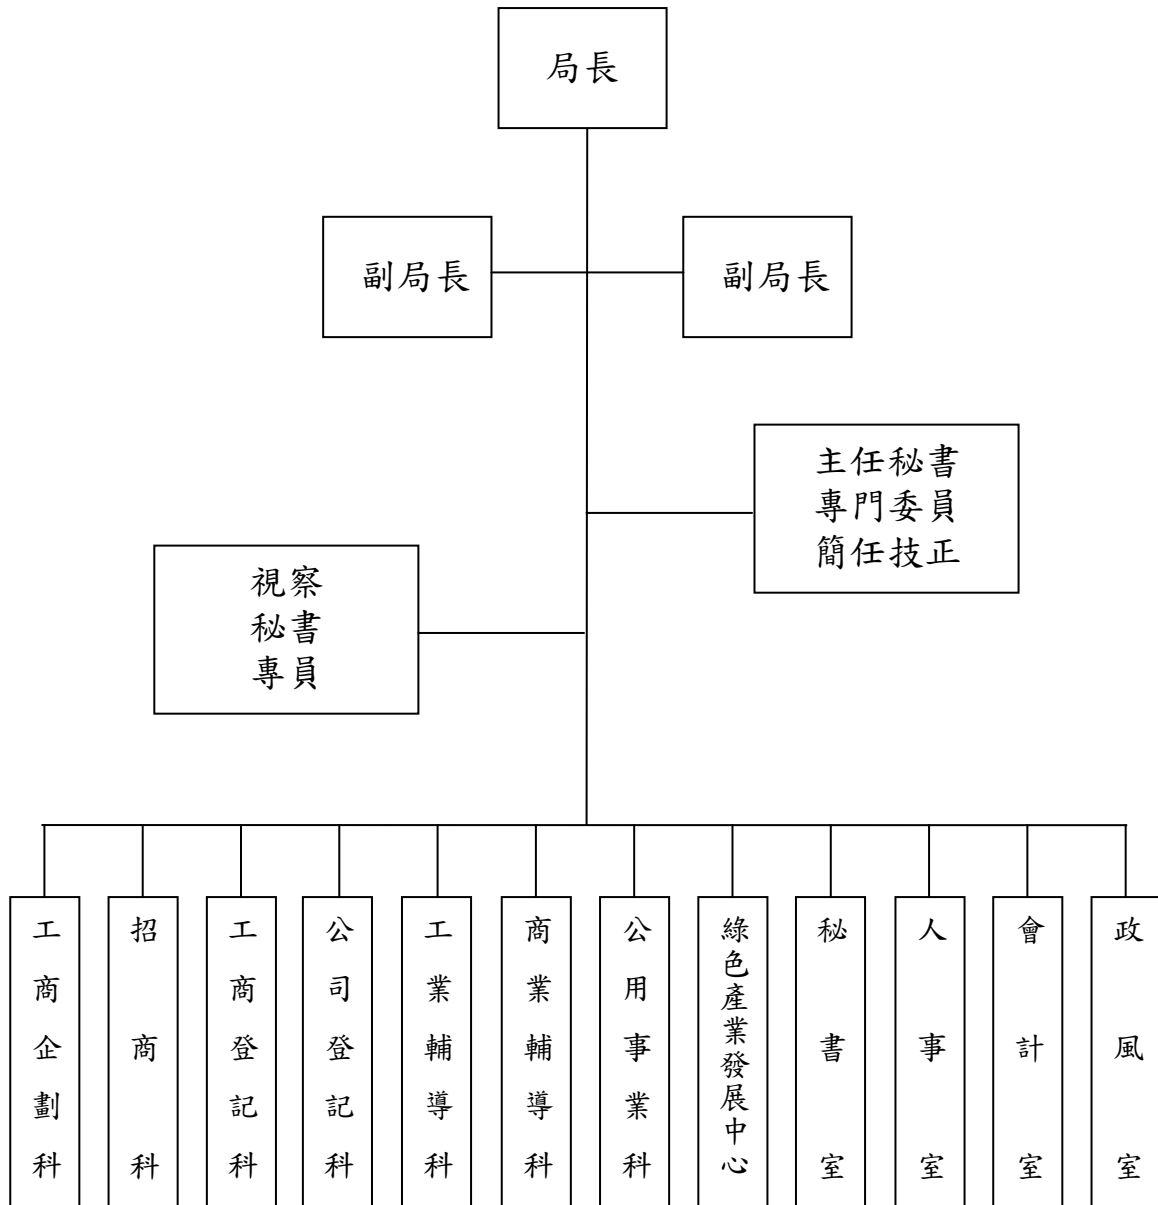 局長
副局長
副局長
主任秘書
專門委員
簡任技正
視察
秘書
專員
工商企劃科
招商科
工商登記科
公司登記科
工業輔導科
商業輔導科
公用事業科
綠色產業發展中心
秘書室
人事室
會計室
政風室